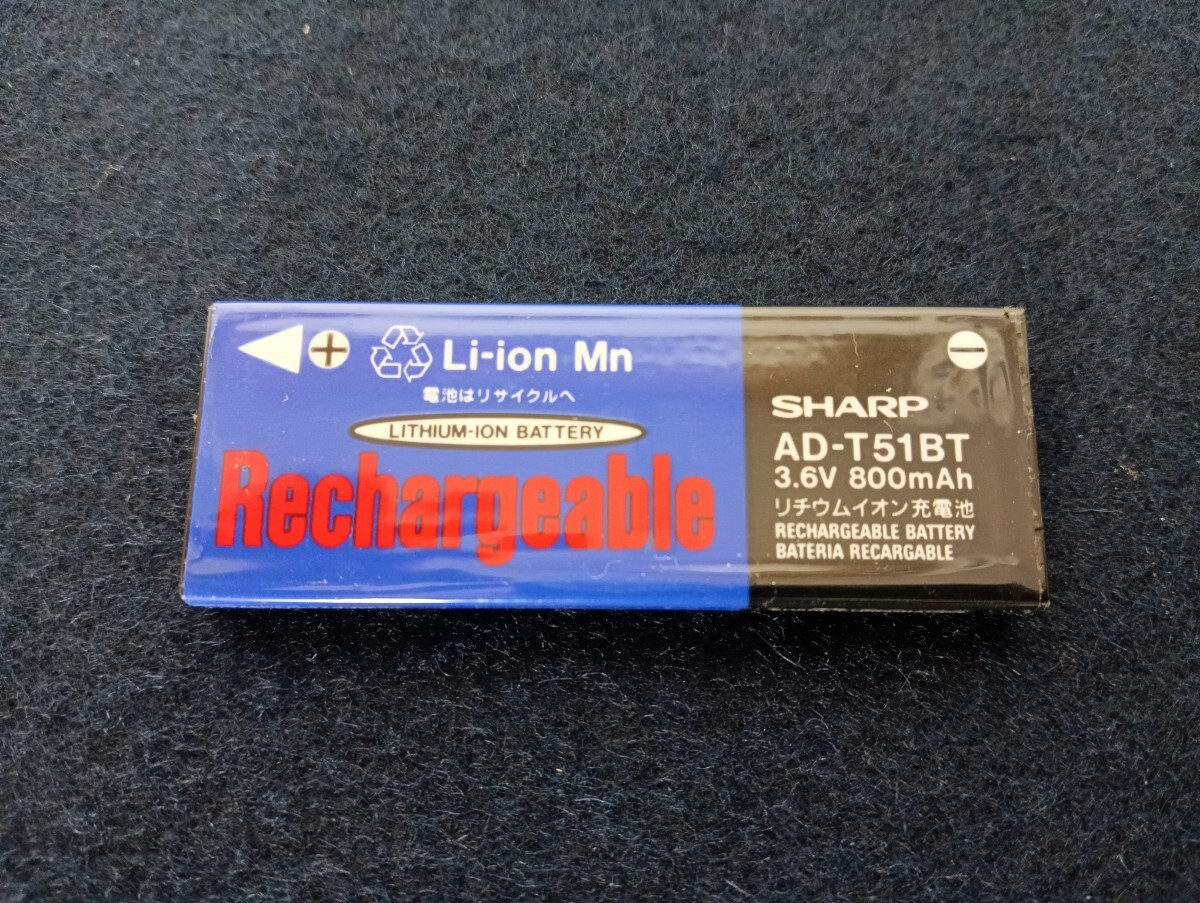 Li-ion Mn
電池はリサイクルへ
LITHIUM-ION BATTERY
Rechargeable
SHARP
AD-T51BT
3.6V 800mAh
リチウムイオン充電池
RECHARGEABLE BATTERY
BATERIA RECARGABLE